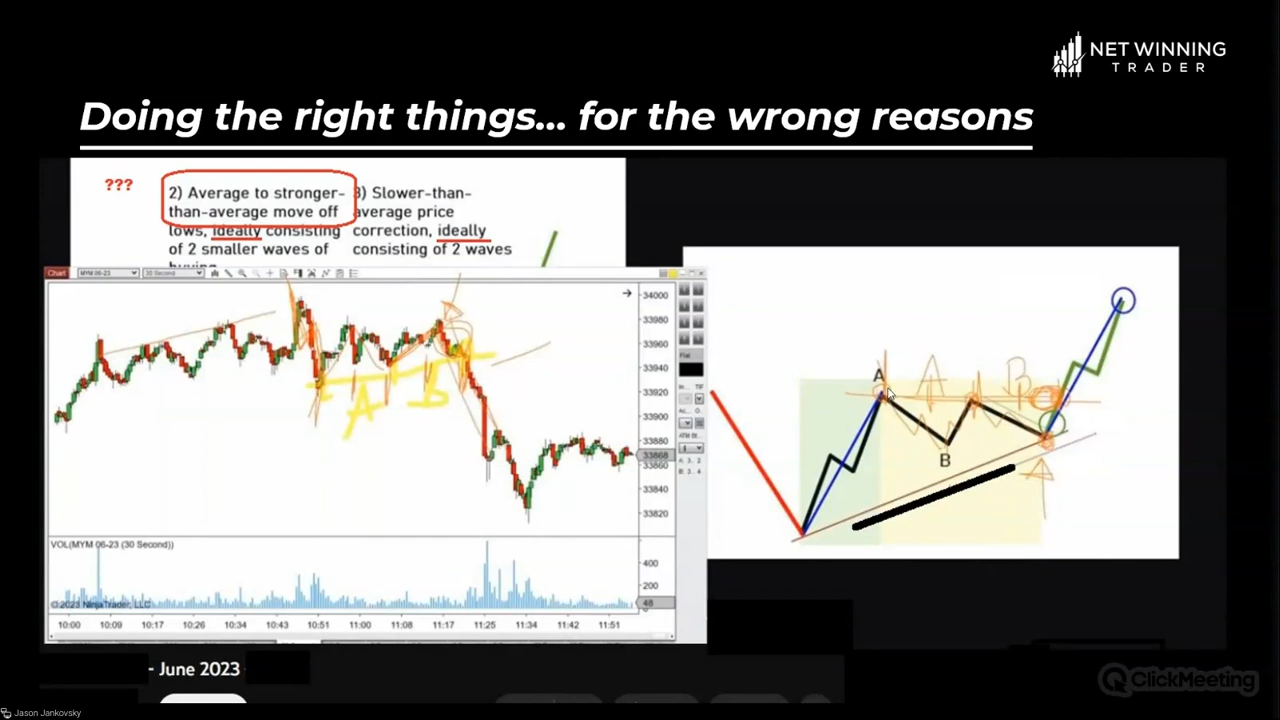 NET WINNING
TRADER
Doing the right things... for the wrong reasons
???
2) Average to stronger-
than-average move off
lows, ideally consisting
of 2 smaller waves of
3) Slower-than-
average price
correction, ideally
consisting of 2 waves
Chart
MYM 06-23
30 Second
34000
33980
33960
33940
33920
33900
33880
33868
33860
33840
33820
Flat
A
B
VOL(MYM 06-23 (30 Second))
400
200
48
© 2023 NinjaTrader, LLC
10:00
10:09
10:17
10:26
10:34
10:43
10:51
11:00
11:08
11:17
11:25
11:34
11:42
11:51
A
A
B
B
- June 2023
ClickMeeting
Jason Jankovsky